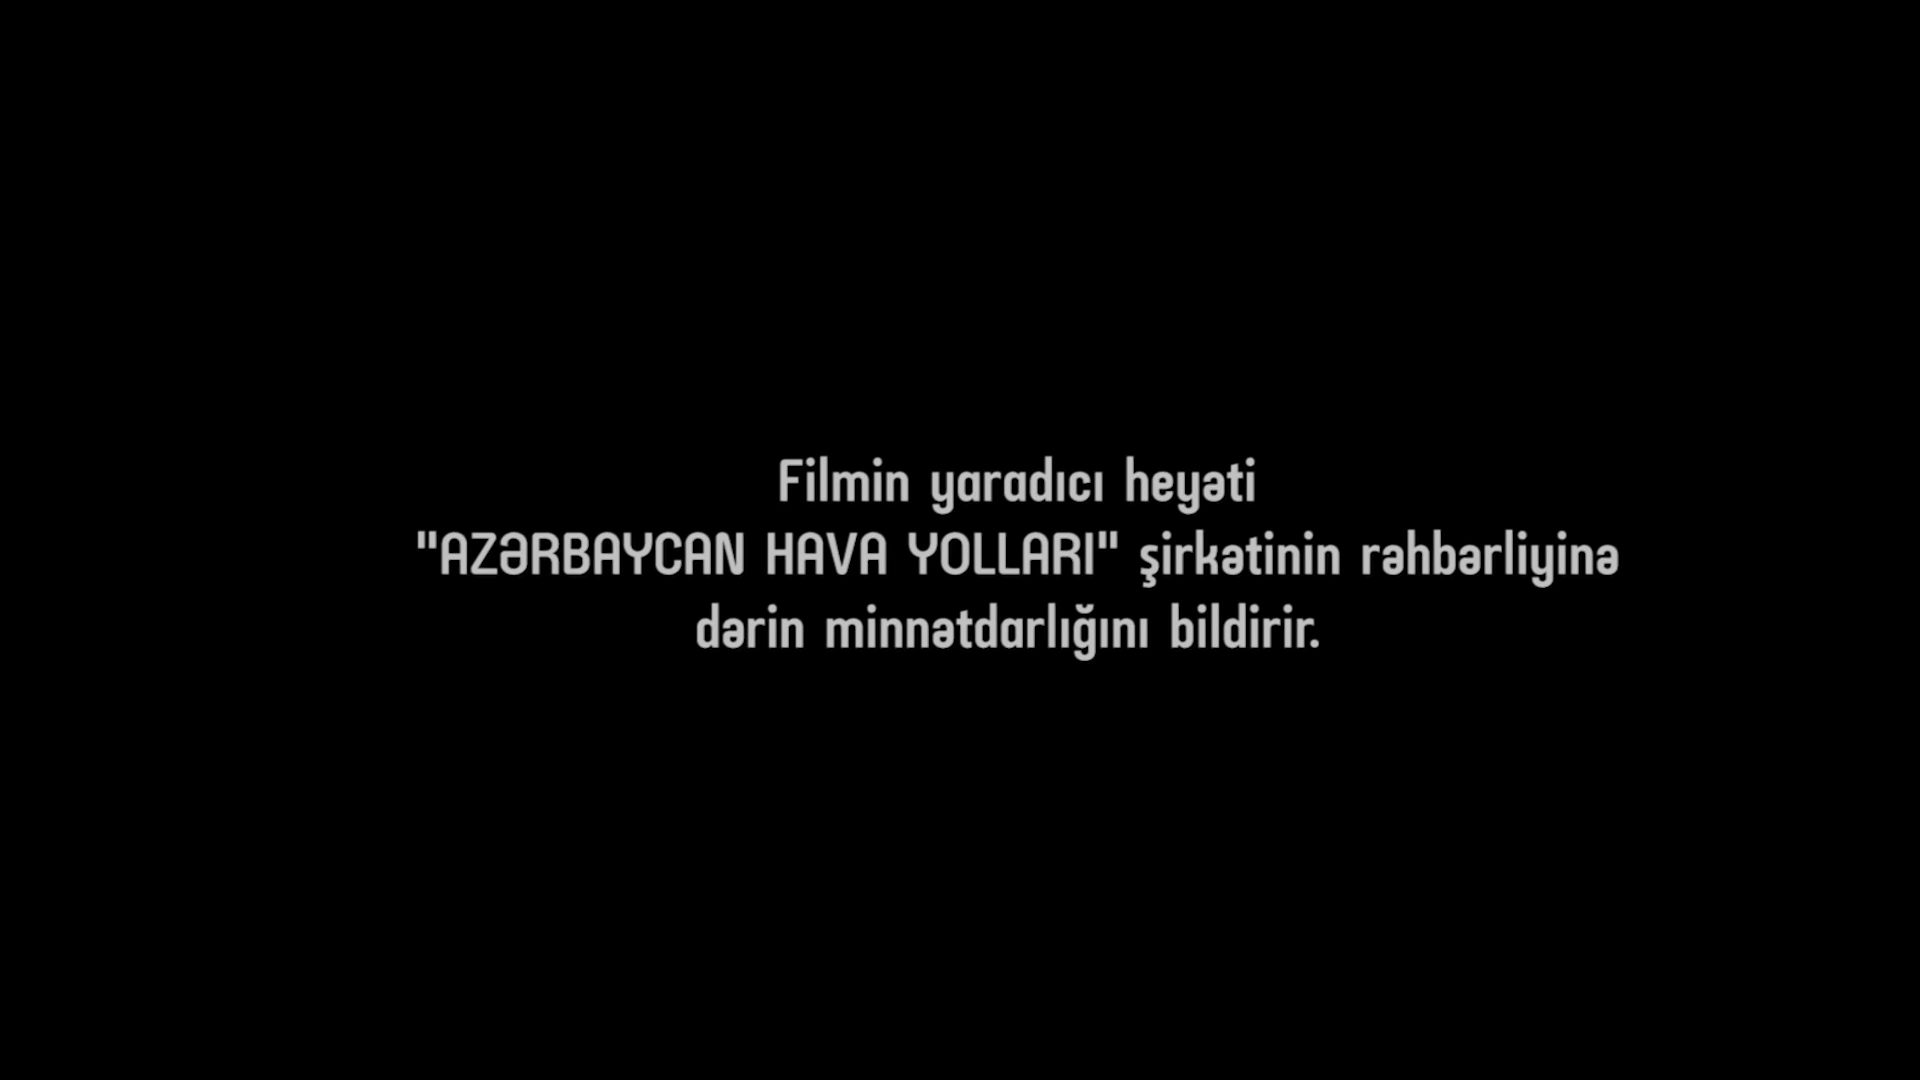 Filmin yaradıcı heyəti
"AZƏRBAYCAN HAVA YOLLARI" şirkətinin rəhbərliyinə
dərin minnətdarlığını bildirir.